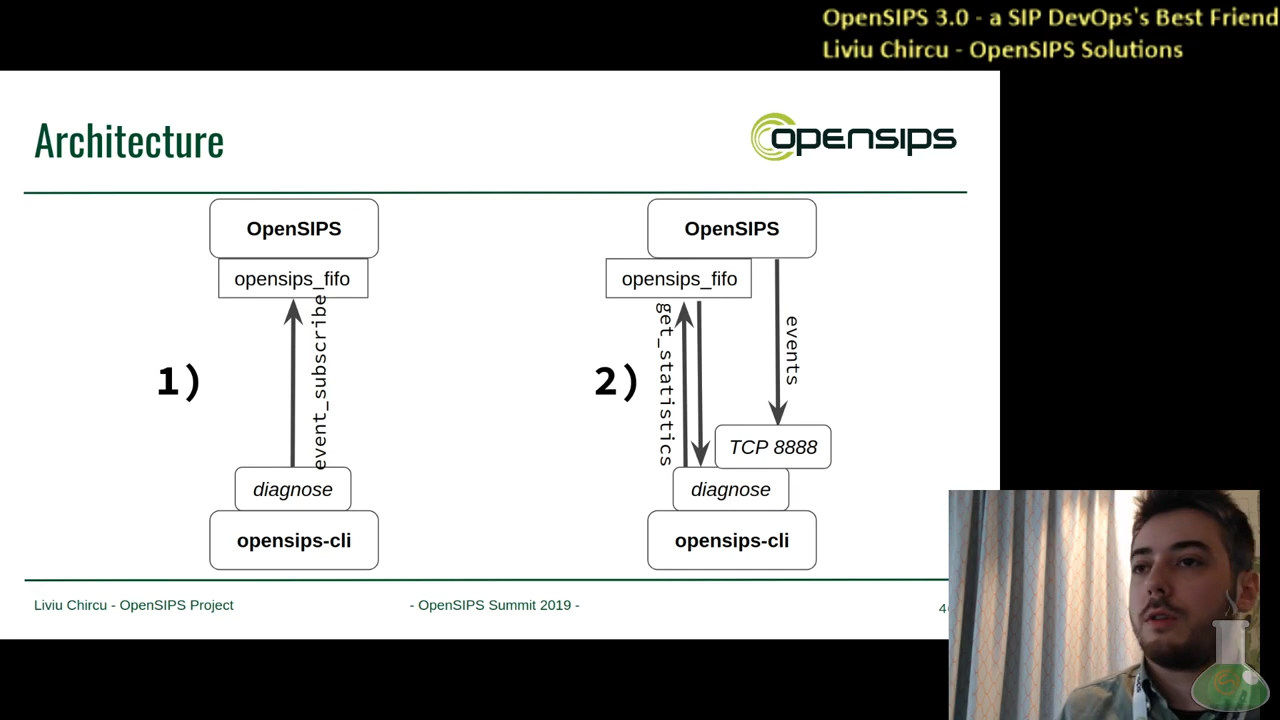 OpenSIPS 3.0 - a SIP DevOps's Best Friend
Liviu Chircu - OpenSIPS Solutions
Architecture
opensips
OpenSIPS
opensips_fifo
event_subscribe
1)
diagnose
opensips-cli
OpenSIPS
opensips_fifo
get_statistics
events
2)
TCP 8888
diagnose
opensips-cli
Liviu Chircu - OpenSIPS Project
- OpenSIPS Summit 2019 -